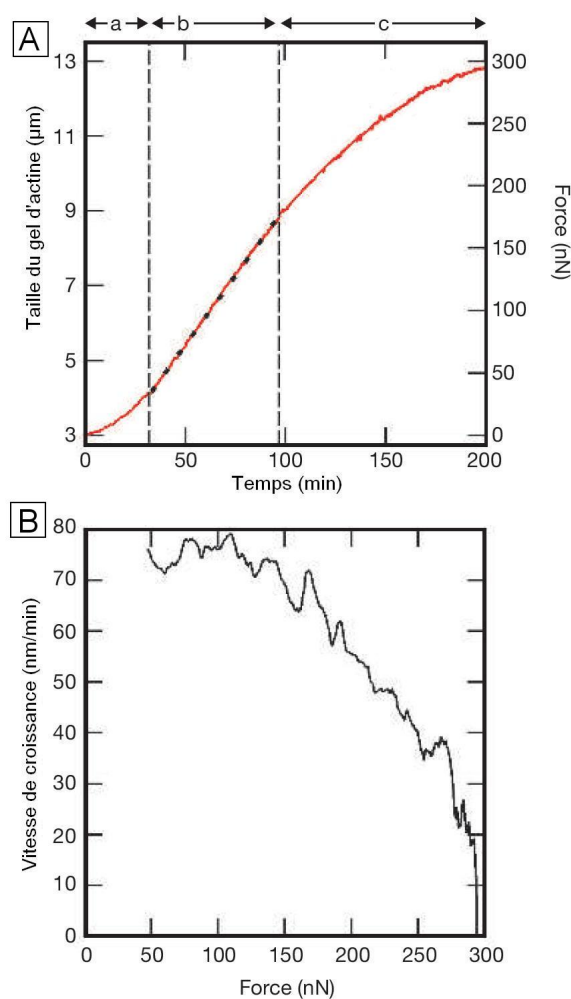 a b c
A
13
11
9
7
5
3
Taille du gel d'actine (µm)
300
250
200
150
100
50
0
Force (nN)
0 50 100 150 200
Temps (min)
B
80
70
60
50
40
30
20
10
0
Vitesse de croissance (nm/min)
0 50 100 150 200 250 300
Force (nN)